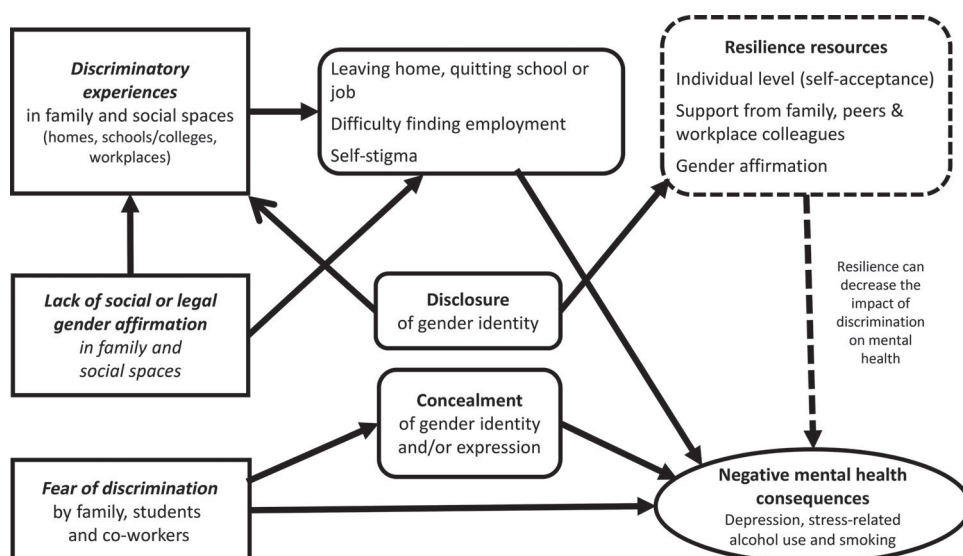 Discriminatory
experiences
in family and social spaces
(homes, schools/colleges,
workplaces)
Leaving home, quitting school or
job
Difficulty finding employment
Self-stigma
Resilience resources
Individual level (self-acceptance)
Support from family, peers &
workplace colleagues
Gender affirmation
Lack of social or legal
gender affirmation
in family and
social spaces
Disclosure
of gender identity
Resilience can
decrease the
impact of
discrimination
on mental
health
Concealment
of gender identity
and/or expression
Fear of discrimination
by family, students
and co-workers
Negative mental health
consequences
Depression, stress-related
alcohol use and smoking